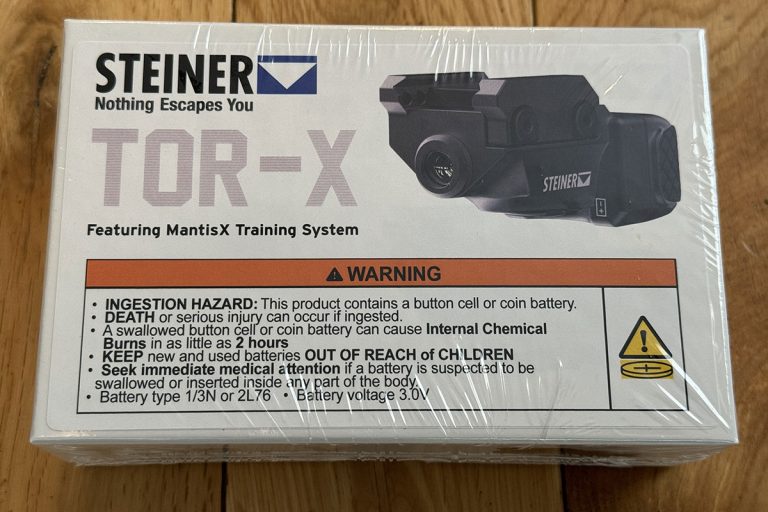 STEINER
Nothing Escapes You
TOR-X
STEINER
Featuring MantisX Training System
⚠ WARNING
• INGESTION HAZARD: This product contains a button cell or coin battery.
• DEATH or serious injury can occur if ingested.
• A swallowed button cell or coin battery can cause Internal Chemical
Burns in as little as 2 hours
• KEEP new and used batteries OUT OF REACH of CHILDREN
• Seek immediate medical attention if a battery is suspected to be
swallowed or inserted inside any part of the body.
• Battery type 1/3N or 2L76 • Battery voltage 3.0V